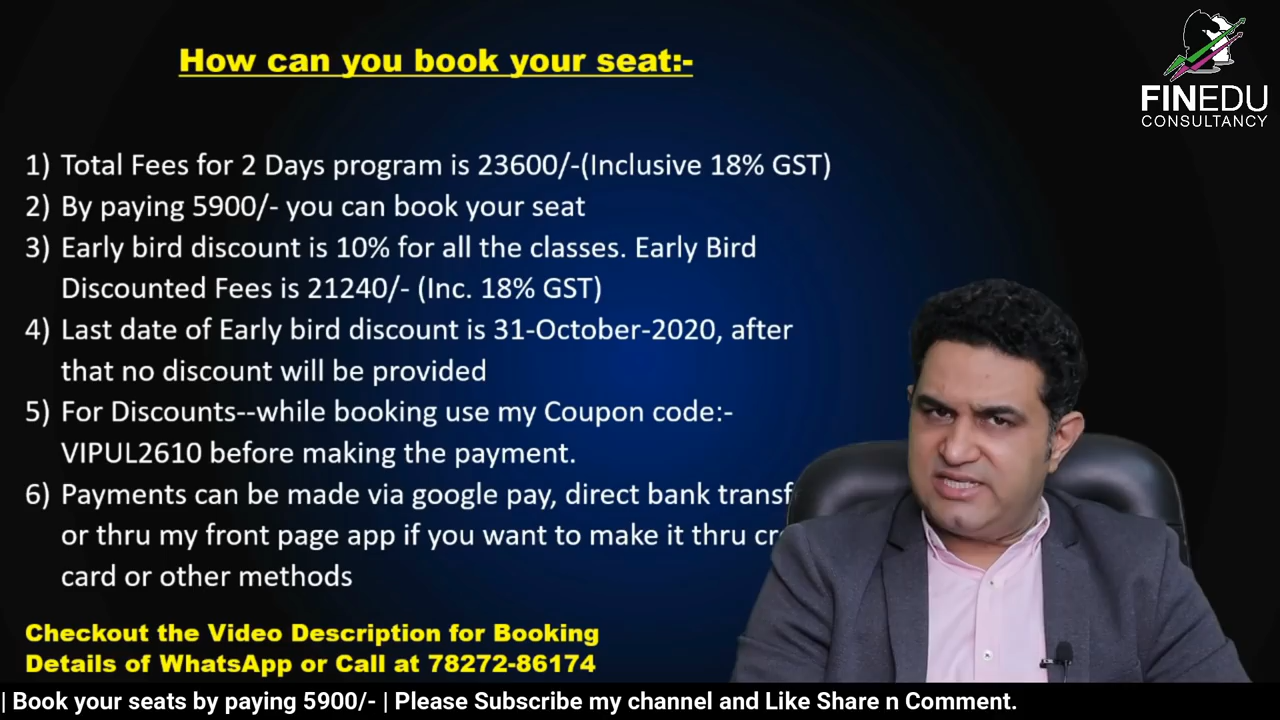 How can you book your seat:-
FINEDU
CONSULTANCY
1) Total Fees for 2 Days program is 23600/-(Inclusive 18% GST)
2) By paying 5900/- you can book your seat
3) Early bird discount is 10% for all the classes. Early Bird
Discounted Fees is 21240/- (Inc. 18% GST)
4) Last date of Early bird discount is 31-October-2020, after
that no discount will be provided
5) For Discounts--while booking use my Coupon code:-
VIPUL2610 before making the payment.
6) Payments can be made via google pay, direct bank transf
or thru my front page app if you want to make it thru cr
card or other methods
Checkout the Video Description for Booking
Details of WhatsApp or Call at 78272-86174
| Book your seats by paying 5900/- | Please Subscribe my channel and Like Share n Comment.